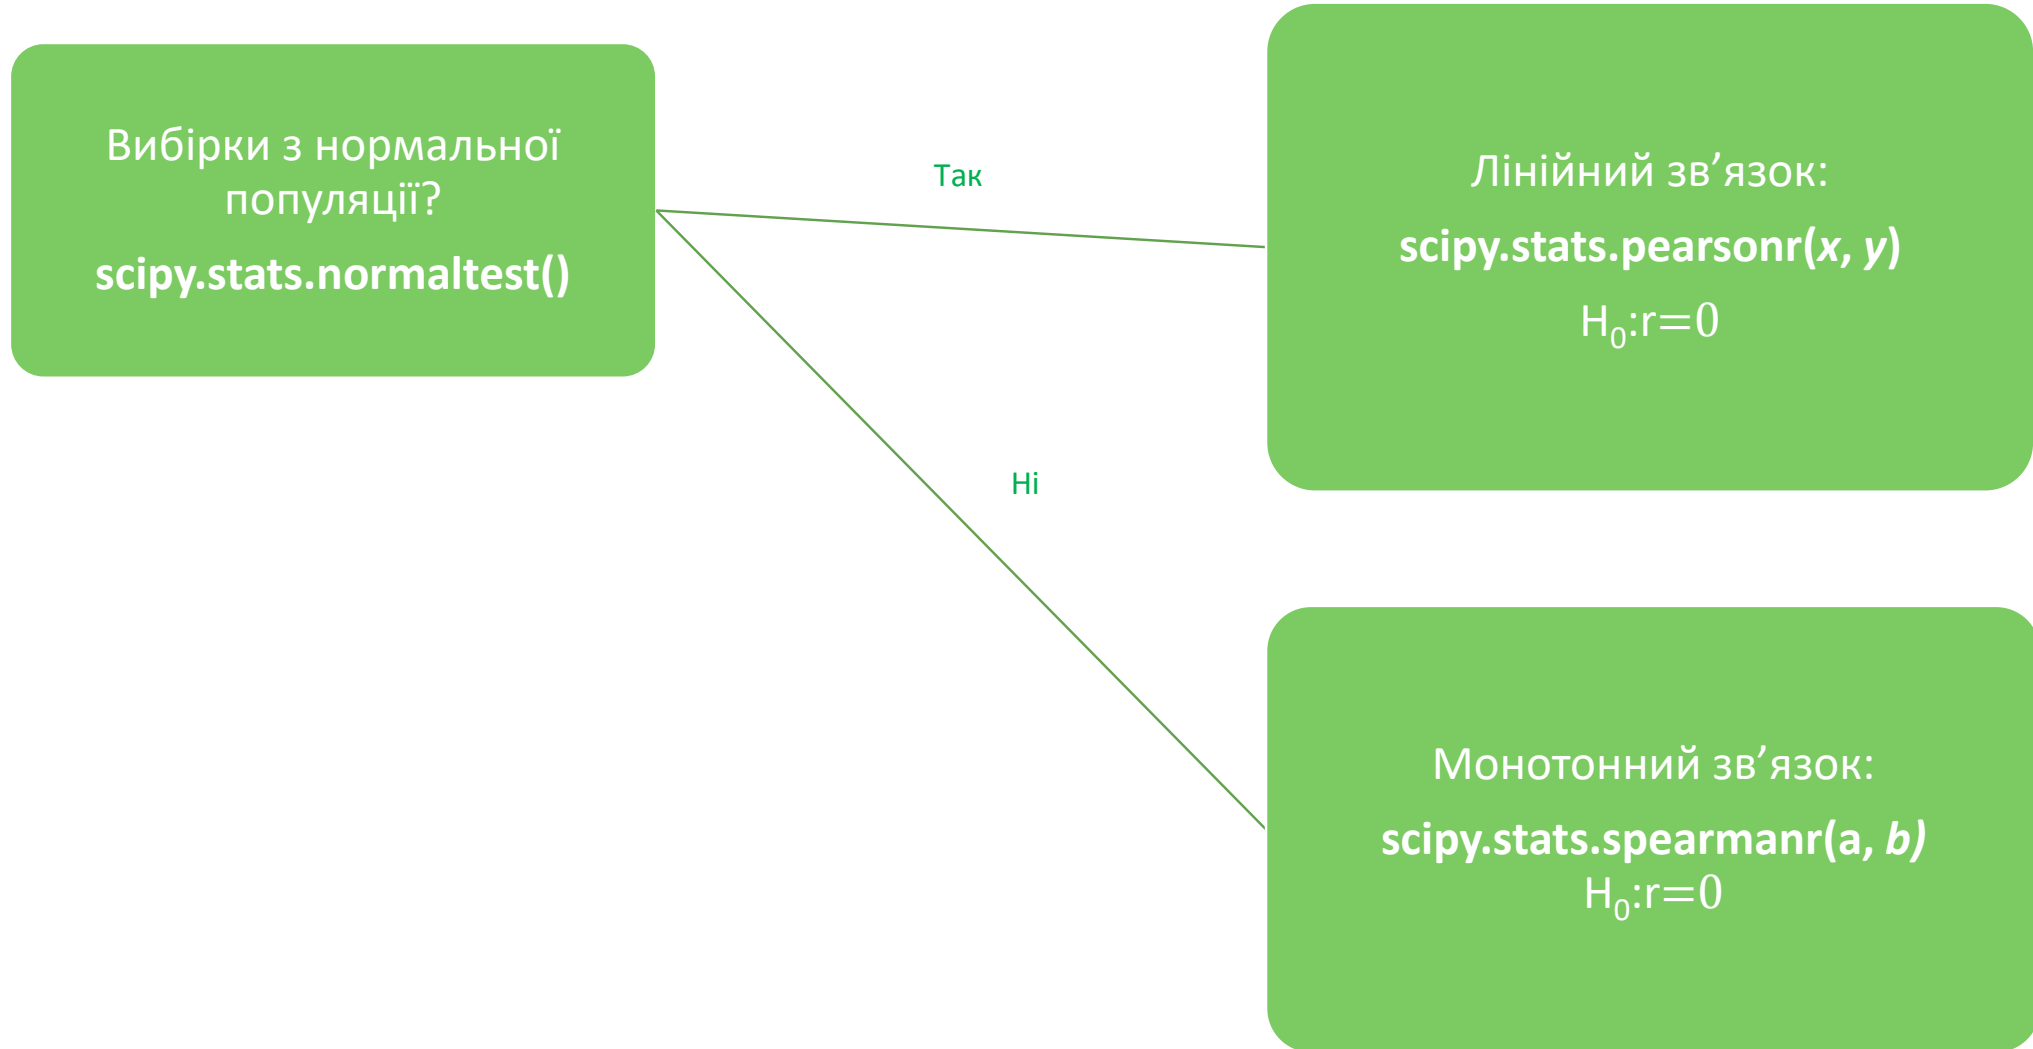 Вибірки з нормальної
популяції?
scipy.stats.normaltest()
Так
Лінійний зв’язок:
scipy.stats.pearsonr(x, y)
H₀:r=0
Ні
Монотонний зв’язок:
scipy.stats.spearmanr(a, b)
H₀:r=0